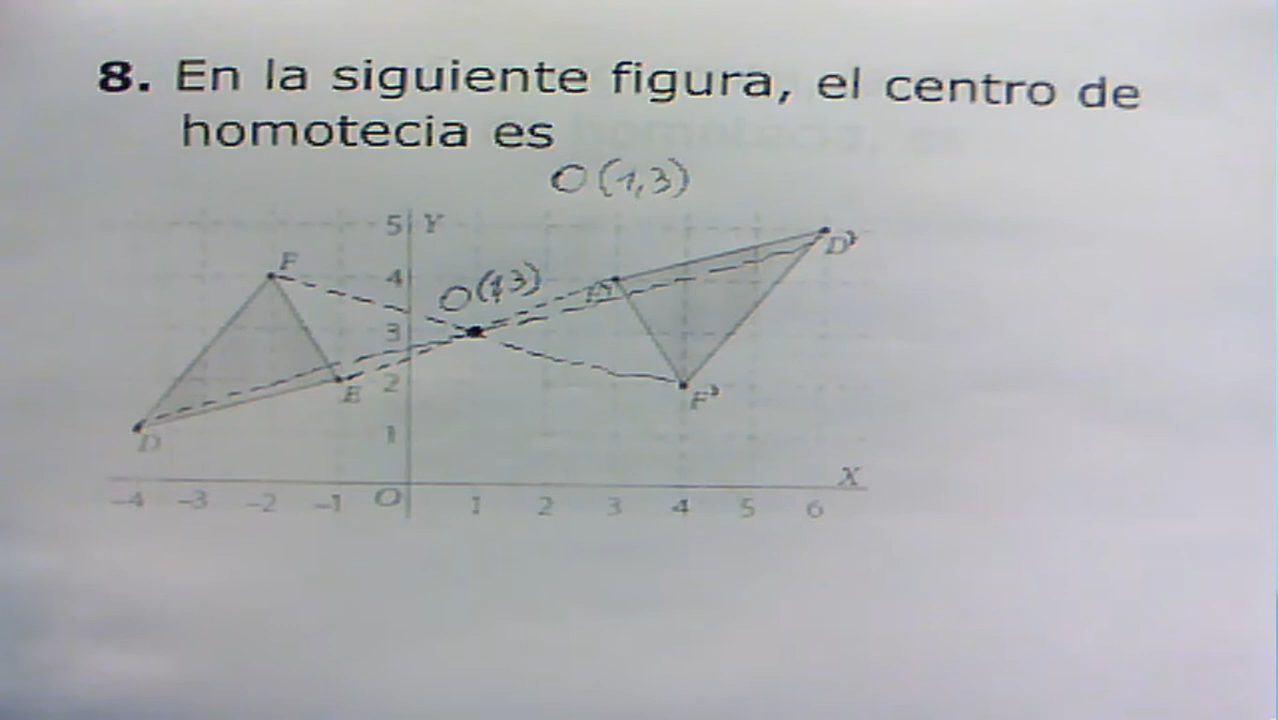 8. En la siguiente figura, el centro de
homotecia es
O(1,3)
5 Y
D'
F
4
O(1,3)
3
E
2
F'
D
1
X
-4 -3 -2 -1 O 1 2 3 4 5 6